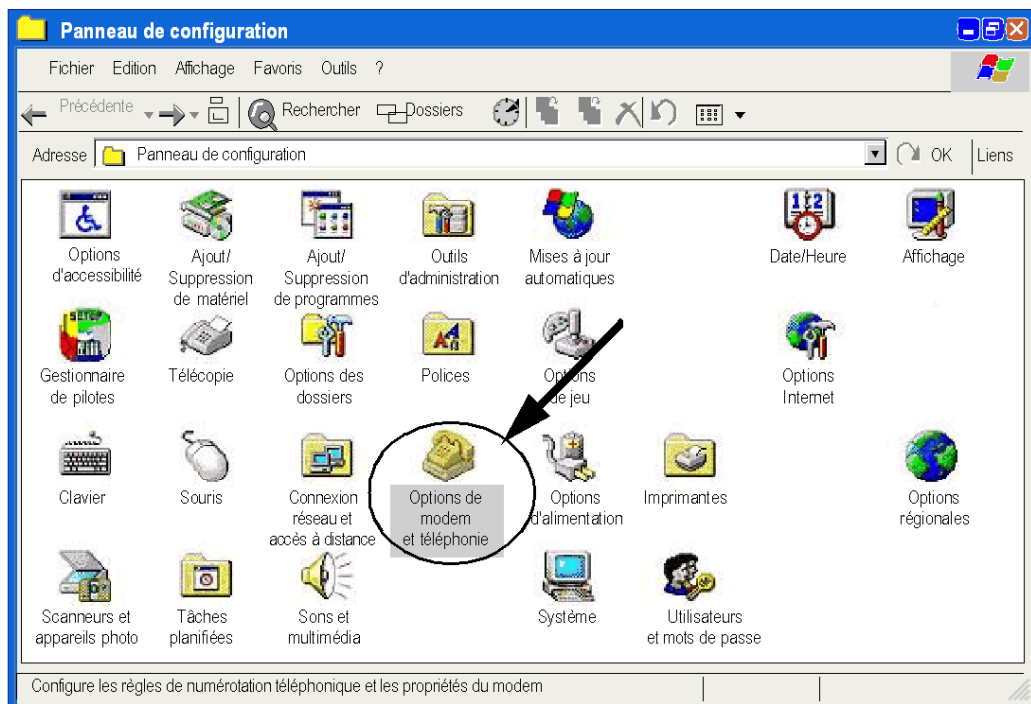 Panneau de configuration
Fichier Edition Affichage Favoris Outils ?
Précédente Rechercher Dossiers
Adresse Panneau de configuration OK Liens
Options
d'accessibilité
Ajout/
Suppression
de matériel
Ajout/
Suppression
de programmes
Outils
d'administration
Mises à jour
automatiques
12
Date/Heure
Affichage
SETUP
Gestionnaire
de pilotes
Télécopie
Options des
dossiers
Polices
Options
de jeu
Options
Internet
Clavier
Souris
Connexion
réseau et
accès à distance
Options de
modem
et téléphonie
Options
d'alimentation
Imprimantes
Options
régionales
Scanneurs et
appareils photo
Tâches
planifiées
Sons et
multimédia
Système
Utilisateurs
et mots de passe
Configure les règles de numérotation téléphonique et les propriétés du modem